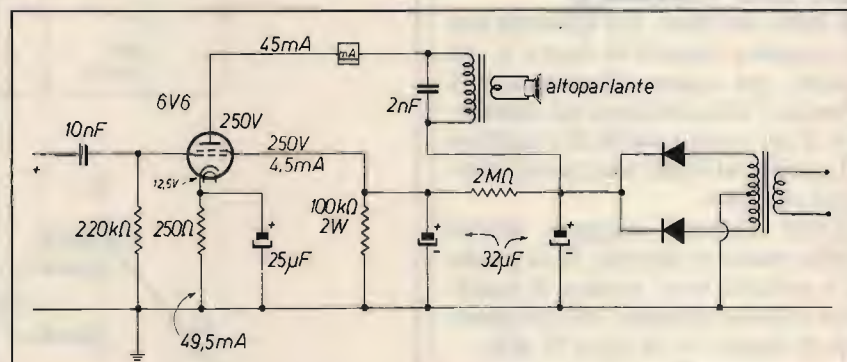 45mA
mA
6V6
250V
10nF
+
12,5V
250V
4,5mA
2nF
altoparlante
2MΩ
220kΩ
250Ω
25µF
+
100kΩ
2W
+
-
32µF
+
-
49,5mA